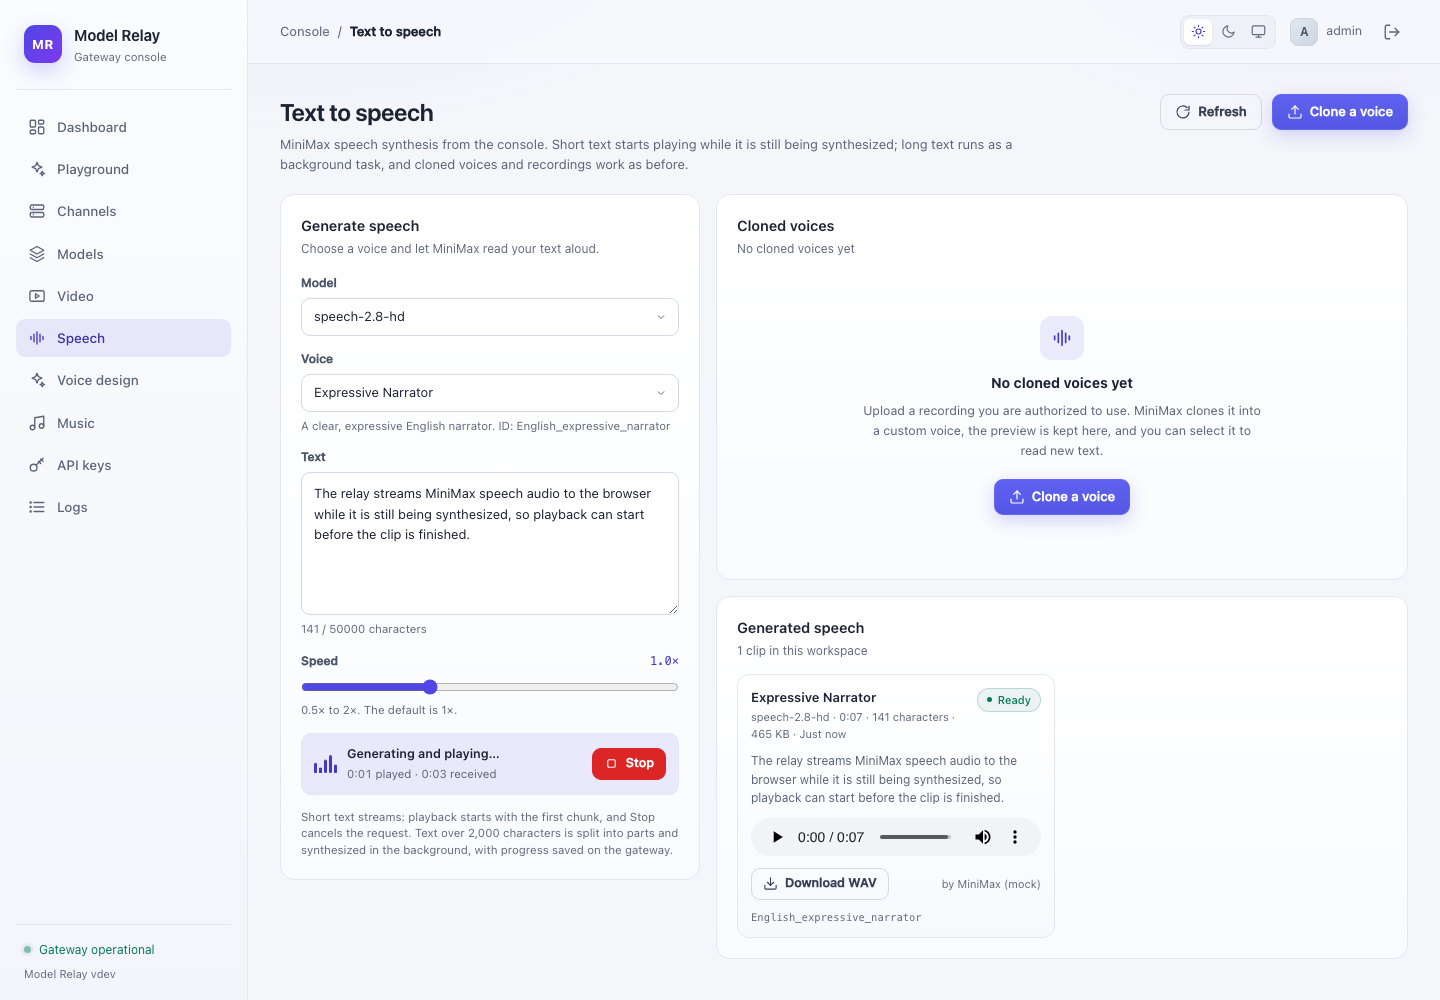 MR
Model Relay
Gateway console
Dashboard
Playground
Channels
Models
Video
Speech
Voice design
Music
API keys
Logs
Gateway operational
Model Relay vdev
Console / Text to speech
A
admin
Text to speech
MiniMax speech synthesis from the console. Short text starts playing while it is still being synthesized; long text runs as a
background task, and cloned voices and recordings work as before.
Refresh
Clone a voice
Generate speech
Choose a voice and let MiniMax read your text aloud.
Model
speech-2.8-hd
Voice
Expressive Narrator
A clear, expressive English narrator. ID: English_expressive_narrator
Text
The relay streams MiniMax speech audio to the browser
while it is still being synthesized, so playback can start
before the clip is finished.
141 / 50000 characters
Speed
1.0×
0.5× to 2×. The default is 1×.
Generating and playing...
0:01 played · 0:03 received
Stop
Short text streams: playback starts with the first chunk, and Stop
cancels the request. Text over 2,000 characters is split into parts and
synthesized in the background, with progress saved on the gateway.
Cloned voices
No cloned voices yet
No cloned voices yet
Upload a recording you are authorized to use. MiniMax clones it into
a custom voice, the preview is kept here, and you can select it to
read new text.
Clone a voice
Generated speech
1 clip in this workspace
Expressive Narrator
Ready
speech-2.8-hd · 0:07 · 141 characters ·
465 KB · Just now
The relay streams MiniMax speech audio to the
browser while it is still being synthesized, so
playback can start before the clip is finished.
0:00 / 0:07
Download WAV
by MiniMax (mock)
English_expressive_narrator